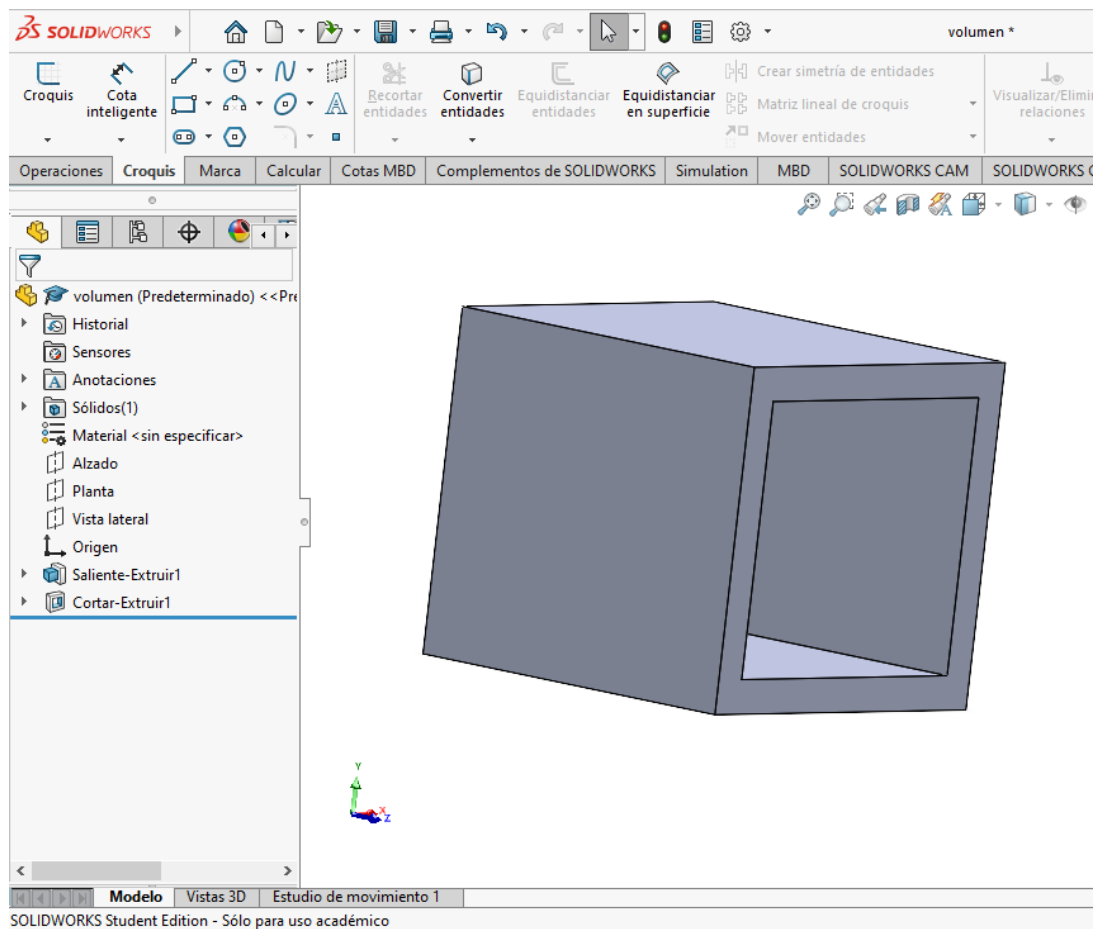 SOLIDWORKS
volumen *
Croquis
Cota inteligente
Recortar entidades
Convertir entidades
Equidistanciar entidades
Equidistanciar en superficie
Crear simetría de entidades
Matriz lineal de croquis
Mover entidades
Visualizar/Elimi
relaciones
Operaciones Croquis Marca Calcular Cotas MBD Complementos de SOLIDWORKS Simulation MBD SOLIDWORKS CAM SOLIDWORKS C
volumen (Predeterminado) <<Pre
Historial
Sensores
Anotaciones
Sólidos(1)
Material <sin especificar>
Alzado
Planta
Vista lateral
Origen
Saliente-Extruir1
Cortar-Extruir1
Y
X
Z
Modelo Vistas 3D Estudio de movimiento 1
SOLIDWORKS Student Edition - Sólo para uso académico